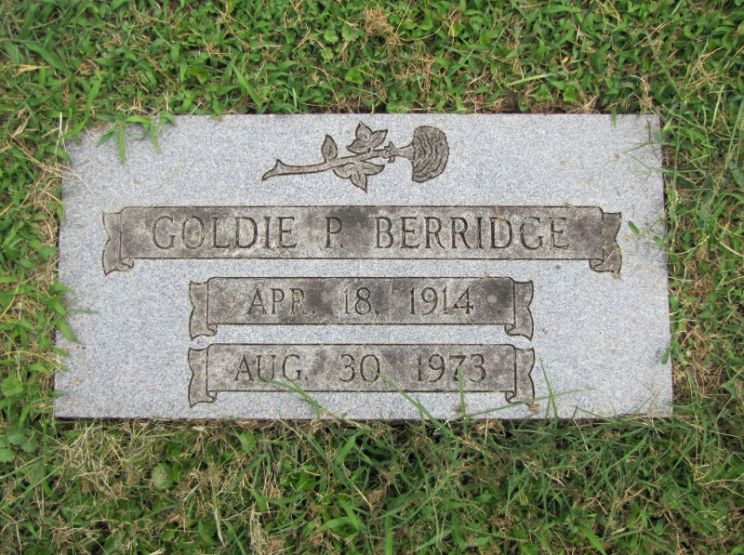 GOLDIE P. BERRIDGE
APR. 18, 1914
AUG. 30 1973